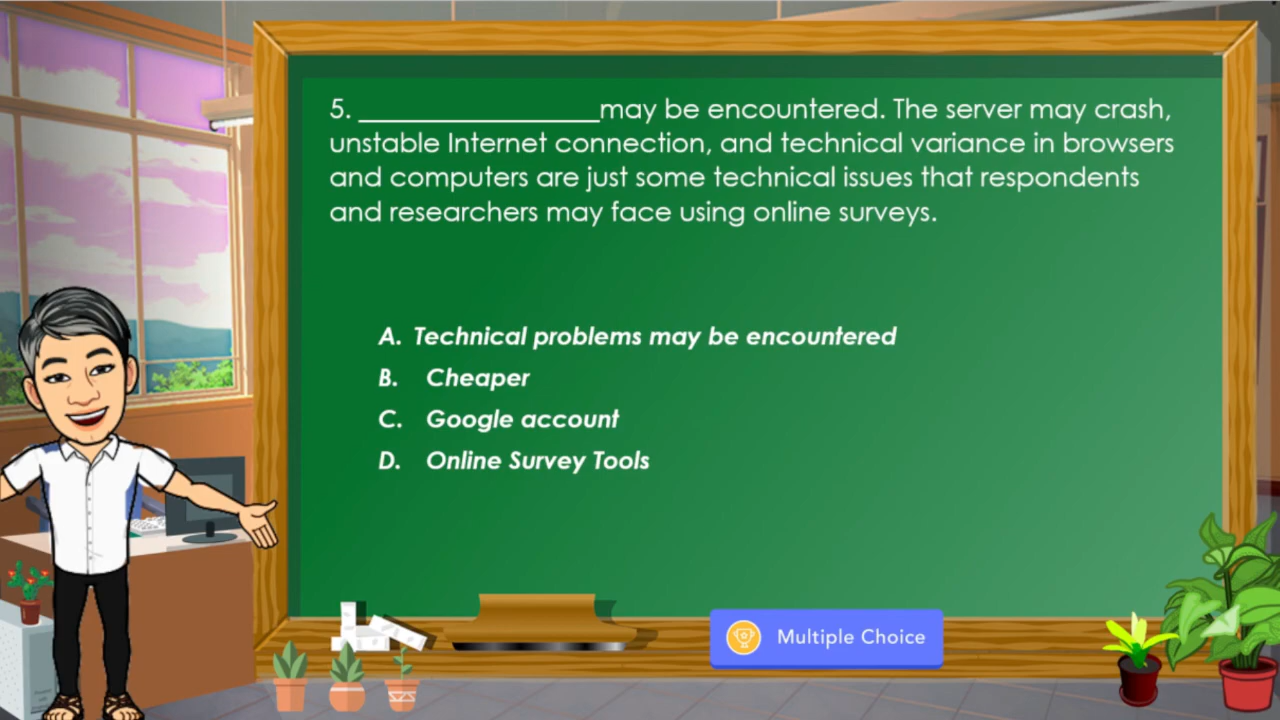 5. _________________may be encountered. The server may crash,
unstable Internet connection, and technical variance in browsers
and computers are just some technical issues that respondents
and researchers may face using online surveys.
A. Technical problems may be encountered
B. Cheaper
C. Google account
D. Online Survey Tools
Multiple Choice